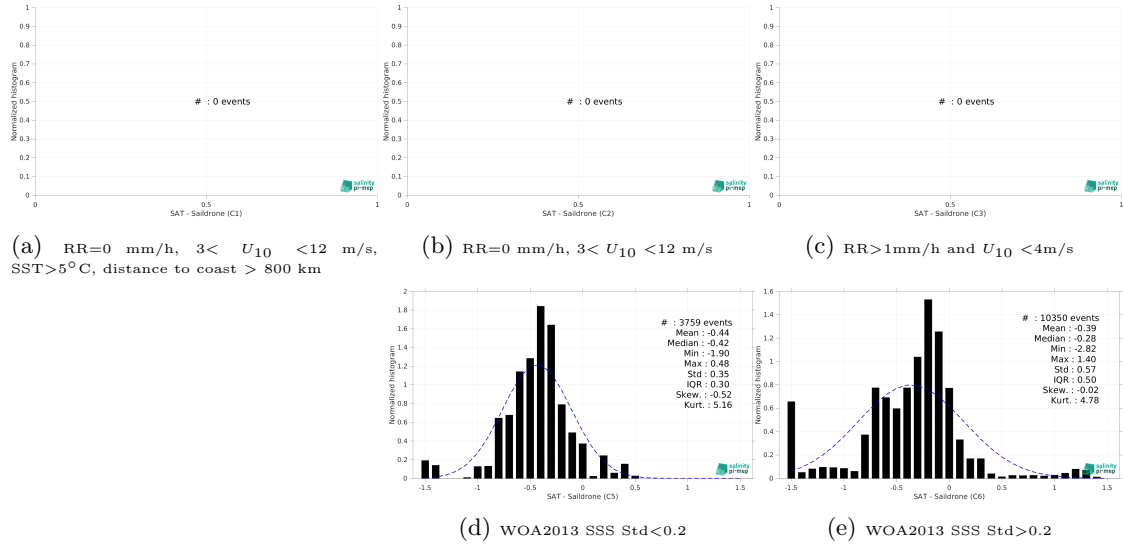 1
0.9
0.8
0.7
0.6
0.5
0.4
0.3
0.2
0.1
0
Normalized histogram
# : 0 events
0
0.5
1
SAT - Saildrone (C1)
salinity
pi-mep
1
0.9
0.8
0.7
0.6
0.5
0.4
0.3
0.2
0.1
0
Normalized histogram
# : 0 events
0
0.5
1
SAT - Saildrone (C2)
salinity
pi-mep
1
0.9
0.8
0.7
0.6
0.5
0.4
0.3
0.2
0.1
0
Normalized histogram
# : 0 events
0
0.5
1
SAT - Saildrone (C3)
salinity
pi-mep
(a) RR=0 mm/h, 3< U10 <12 m/s,
SST>5°C, distance to coast > 800 km
(b) RR=0 mm/h, 3< U10 <12 m/s
(c) RR>1mm/h and U10 <4m/s
2
1.8
1.6
1.4
1.2
1
0.8
0.6
0.4
0.2
0
Normalized histogram
# : 3759 events
Mean : -0.44
Median : -0.42
Min : -1.90
Max : 0.48
Std : 0.35
IQR : 0.30
Skew. : -0.52
Kurt. : 5.16
-1.5
-1
-0.5
0
0.5
1
1.5
SAT - Saildrone (C5)
salinity
pi-mep
1.6
1.4
1.2
1
0.8
0.6
0.4
0.2
0
Normalized histogram
# : 10350 events
Mean : -0.39
Median : -0.28
Min : -2.82
Max : 1.40
Std : 0.57
IQR : 0.50
Skew. : -0.02
Kurt. : 4.78
-1.5
-1
-0.5
0
0.5
1
1.5
SAT - Saildrone (C6)
salinity
pi-mep
(d) WOA2013 SSS Std<0.2
(e) WOA2013 SSS Std>0.2